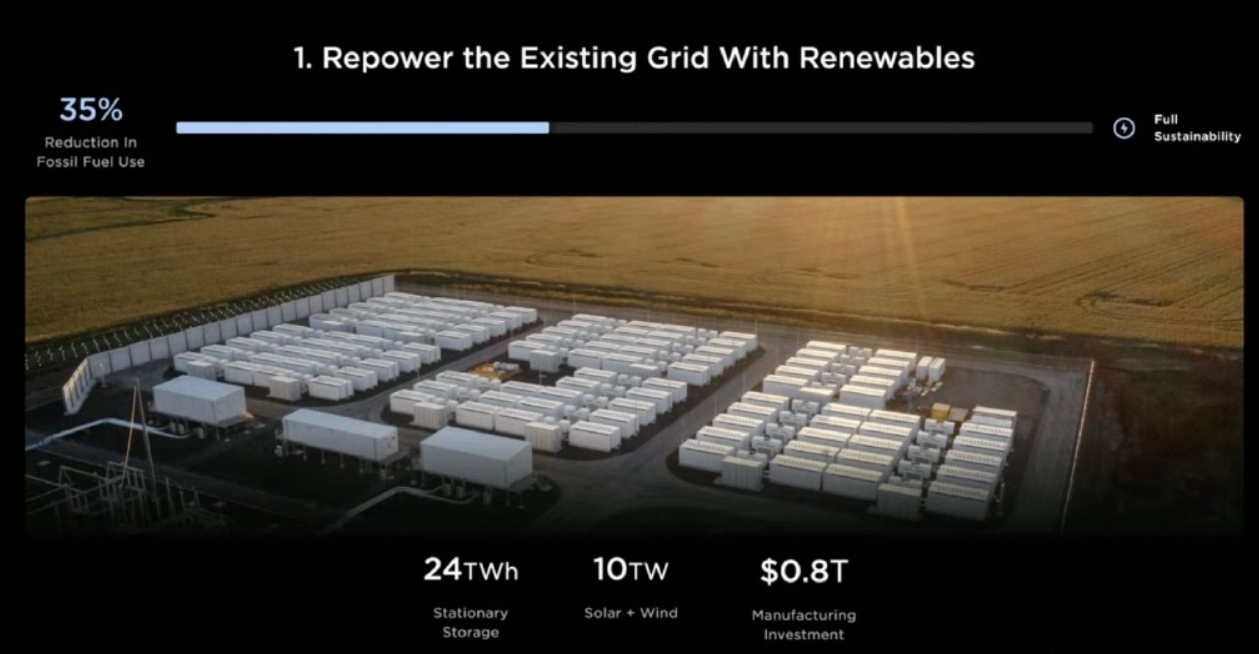 1. Repower the Existing Grid With Renewables
35%
Reduction In
Fossil Fuel Use
Full
Sustainability
24TWh
Stationary
Storage
10TW
Solar + Wind
$0.8T
Manufacturing
Investment